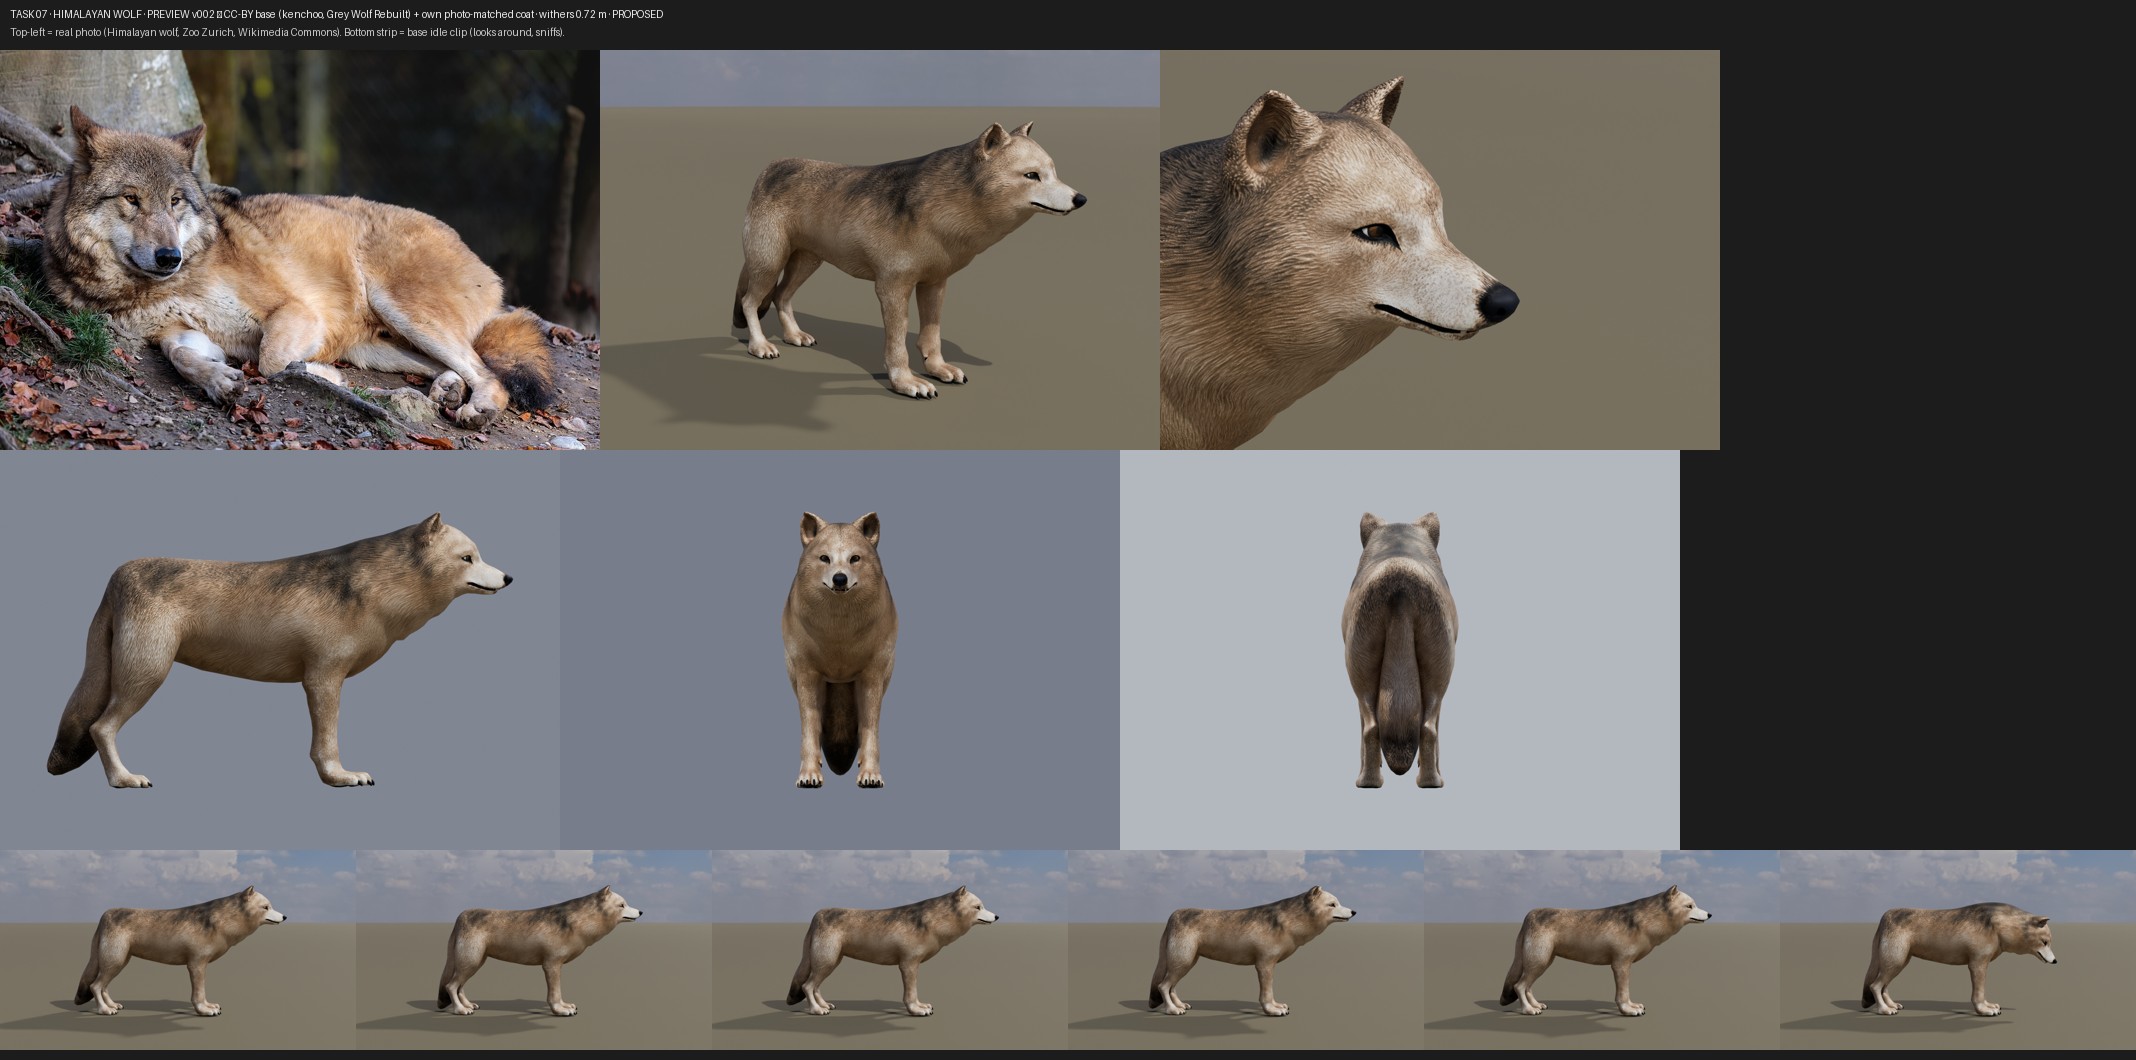 TASK 07 · HIMALAYAN WOLF · PREVIEW v002 ☒ CC-BY base (kenchoo, Grey Wolf Rebuilt) + own photo-matched coat · withers 0.72 m · PROPOSED
Top-left = real photo (Himalayan wolf, Zoo Zurich, Wikimedia Commons). Bottom strip = base idle clip (looks around, sniffs).